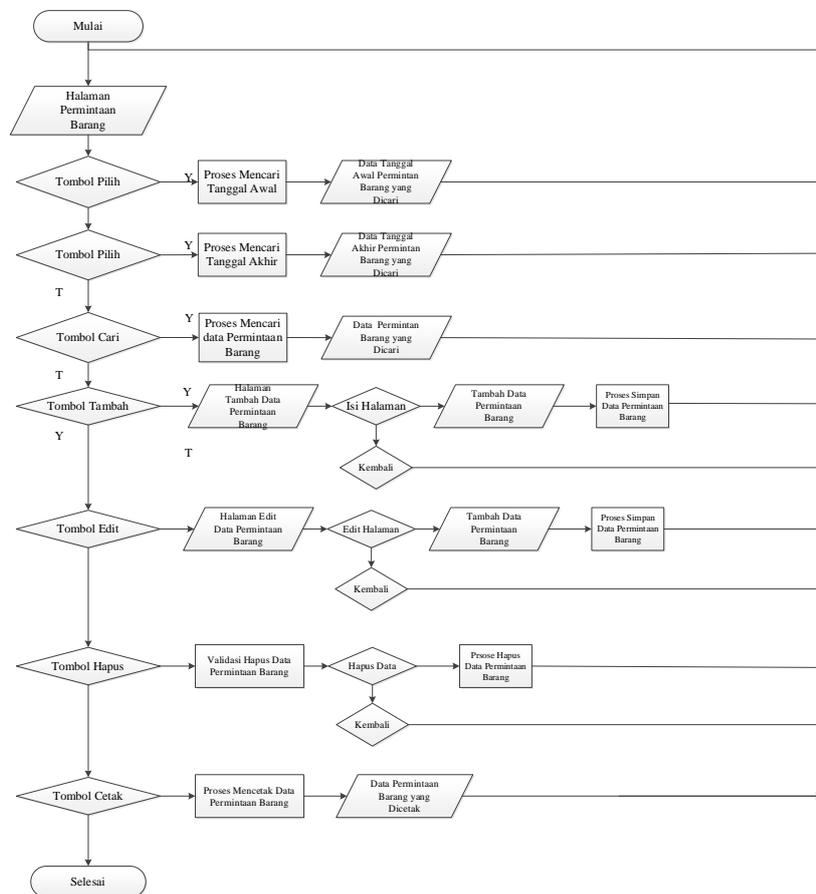 Mulai
Halaman
Permintaan
Barang
Tombol Pilih
Y
Proses Mencari
Tanggal Awal
Data Tanggal
Awal Permintan
Barang yang
Dicari
Tombol Pilih
Y
Proses Mencari
Tanggal Akhir
Data Tanggal
Akhir Permintan
Barang yang
Dicari
T
Tombol Cari
Y
Proses Mencari
data Permintaan
Barang
Data Permintan
Barang yang
Dicari
T
Tombol Tambah
Y
Halaman
Tambah Data
Permintaan
Barang
Isi Halaman
Tambah Data
Permintaan
Barang
Proses Simpan
Data Permintaan
Barang
Y
T
Kembali
Tombol Edit
Halaman Edit
Data Permintaan
Barang
Edit Halaman
Tambah Data
Permintaan
Barang
Proses Simpan
Data Permintaan
Barang
Kembali
Tombol Hapus
Validasi Hapus Data
Permintaan Barang
Hapus Data
Prsose Hapus
Data Permintaan
Barang
Kembali
Tombol Cetak
Proses Mencetak Data
Permintaan Barang
Data Permintaan
Barang yang
Dicetak
Selesai